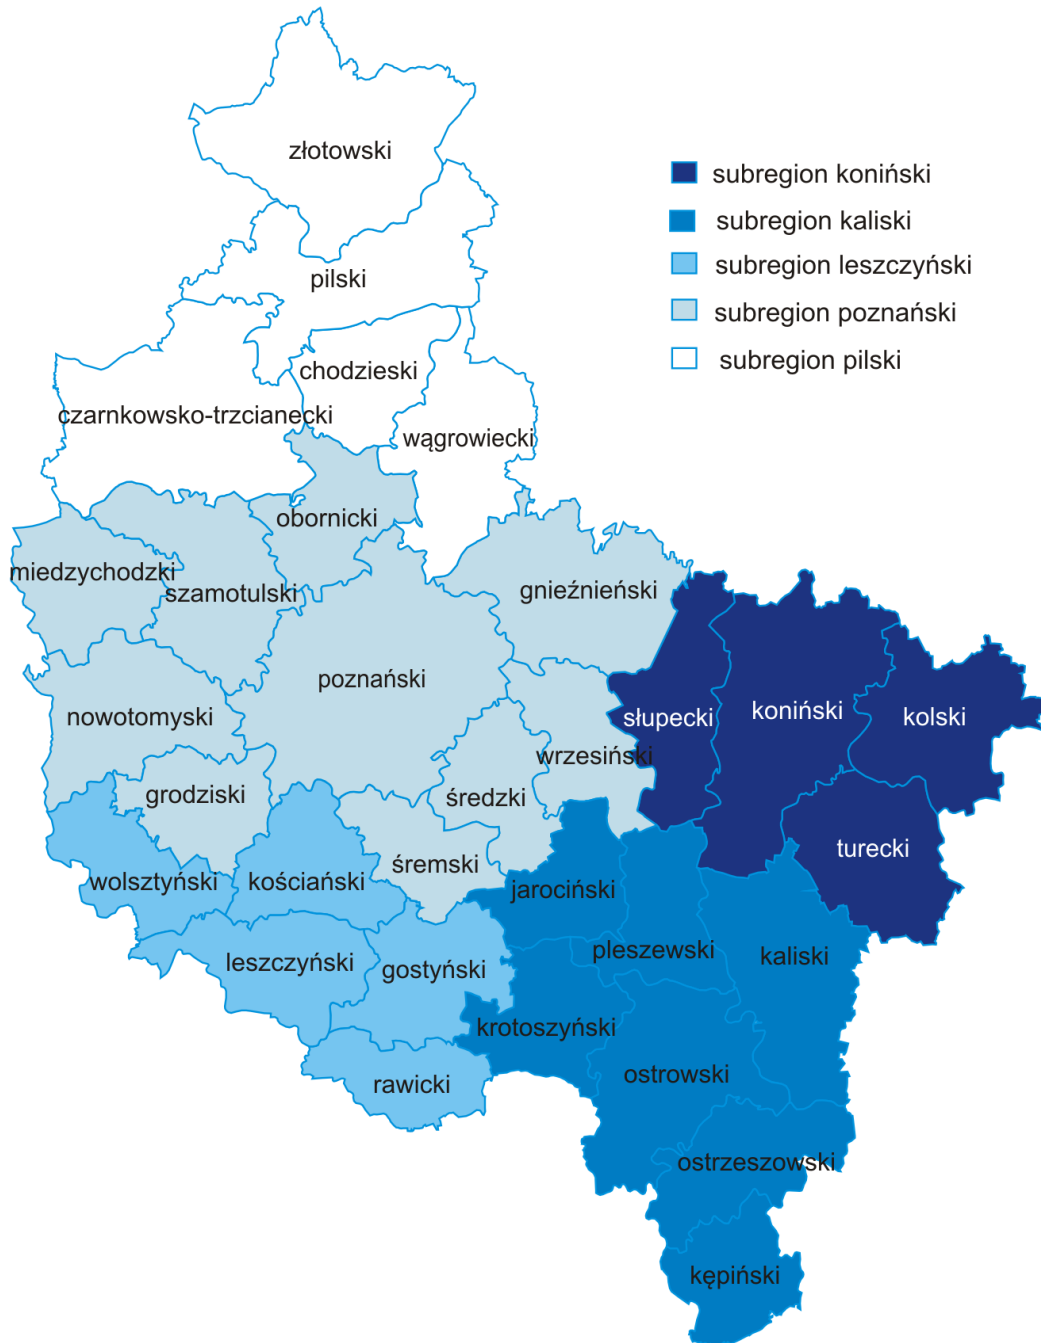 złotowski
subregion koniński
subregion kaliski
subregion leszczyński
subregion poznański
subregion pilski
pilski
chodzieski
czarnkowsko-trzcianecki
wągrowiecki
obornicki
miedzychodzki
szamotulski
gnieźnieński
poznański
nowotomyski
słupecki
koniński
kolski
wrzesiński
grodziski
średzki
śremski
turecki
wolsztyński
kościański
jarociński
pleszewski
kaliski
leszczyński
gostyński
krotoszyński
rawicki
ostrowski
ostrzeszowski
kępiński